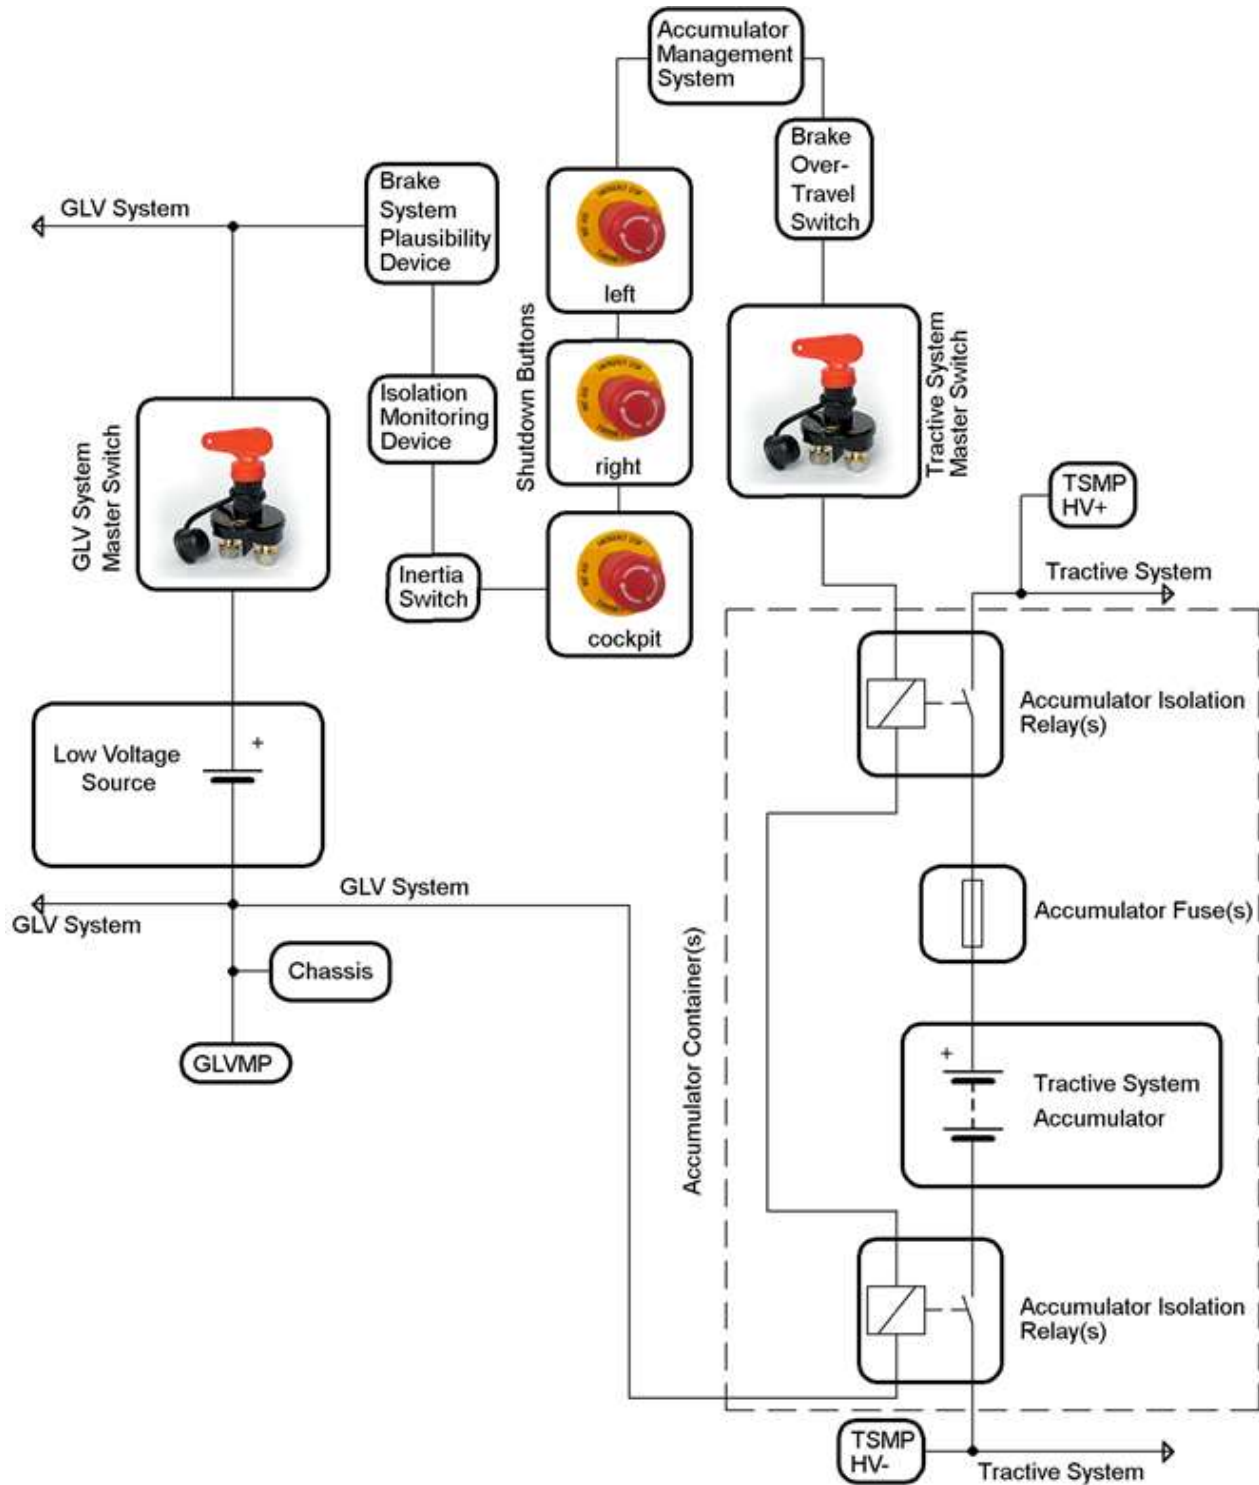 Accumulator
Management
System
Brake
Over-
Travel
Switch
Brake
System
Plausibility
Device
GLV System
left
Shutdown Buttons
right
cockpit
Isolation
Monitoring
Device
Inertia
Switch
GLV System
Master Switch
Tractive System
Master Switch
TSMP
HV+
Tractive System
Accumulator Isolation
Relay(s)
+
Low Voltage
Source
GLV System
GLV System
Chassis
GLVMP
Accumulator Fuse(s)
Accumulator Container(s)
+
Tractive System
Accumulator
Accumulator Isolation
Relay(s)
TSMP
HV-
Tractive System